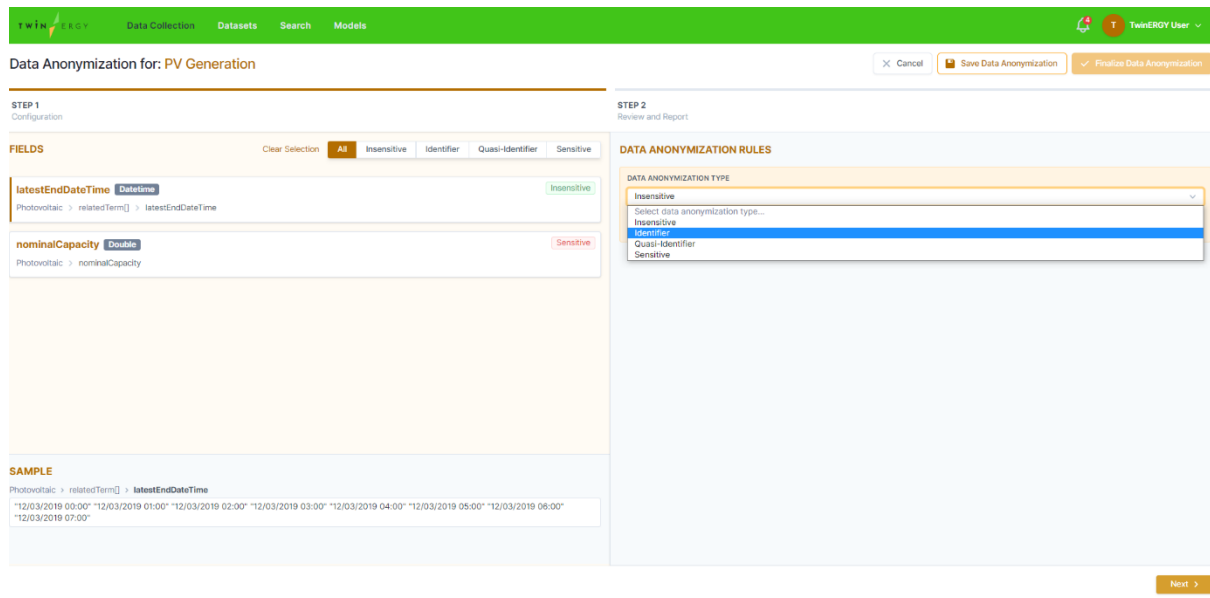 TWIN ERGY Data Collection Datasets Search Models 4 T TwinERGY User
Data Anonymization for: PV Generation Cancel Save Data Anonymization Finalize Data Anonymization
STEP 1
Configuration
STEP 2
Review and Report
FIELDS Clear Selection All Insensitive Identifier Quasi-Identifier Sensitive
latestEndDateTime Datetime Insensitive
Photovoltaic > relatedTerm[] > latestEndDateTime
nominalCapacity Double Sensitive
Photovoltaic > nominalCapacity
SAMPLE
Photovoltaic > relatedTerm[] > latestEndDateTime
"12/03/2019 00:00" "12/03/2019 01:00" "12/03/2019 02:00" "12/03/2019 03:00" "12/03/2019 04:00" "12/03/2019 05:00" "12/03/2019 06:00"
"12/03/2019 07:00"
DATA ANONYMIZATION RULES
DATA ANONYMIZATION TYPE
Insensitive
Select data anonymization type...
Insensitive
Identifier
Quasi-Identifier
Sensitive
Next >